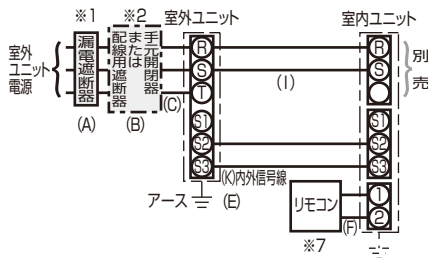 ※1
※2
室外ユニット
室内ユニット
室外
ユニット
電源
漏電遮断器
手元開閉器
または
配線用遮断器
(A)
(B)
(C)
R
S
T
S1
S2
S3
(I)
R
S
S1
S2
S3
別売
(K)内外信号線
アース
(E)
リモコン
(F)
1
2
※7